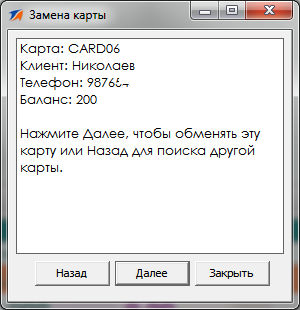 Замена карты
Карта: CARD06
Клиент: Николаев
Телефон:
Баланс: 200
Нажмите Далее, чтобы обменять эту
карту или Назад для поиска другой
карты.
Назад
Далее
Закрыть